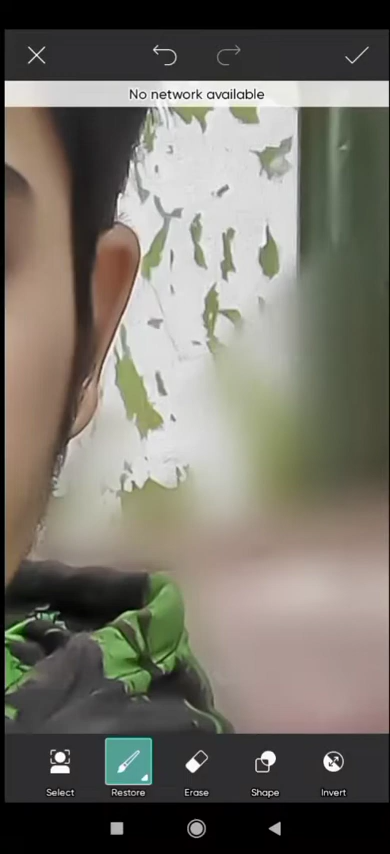 No network available
Select
Restore
Erase
Shape
Invert